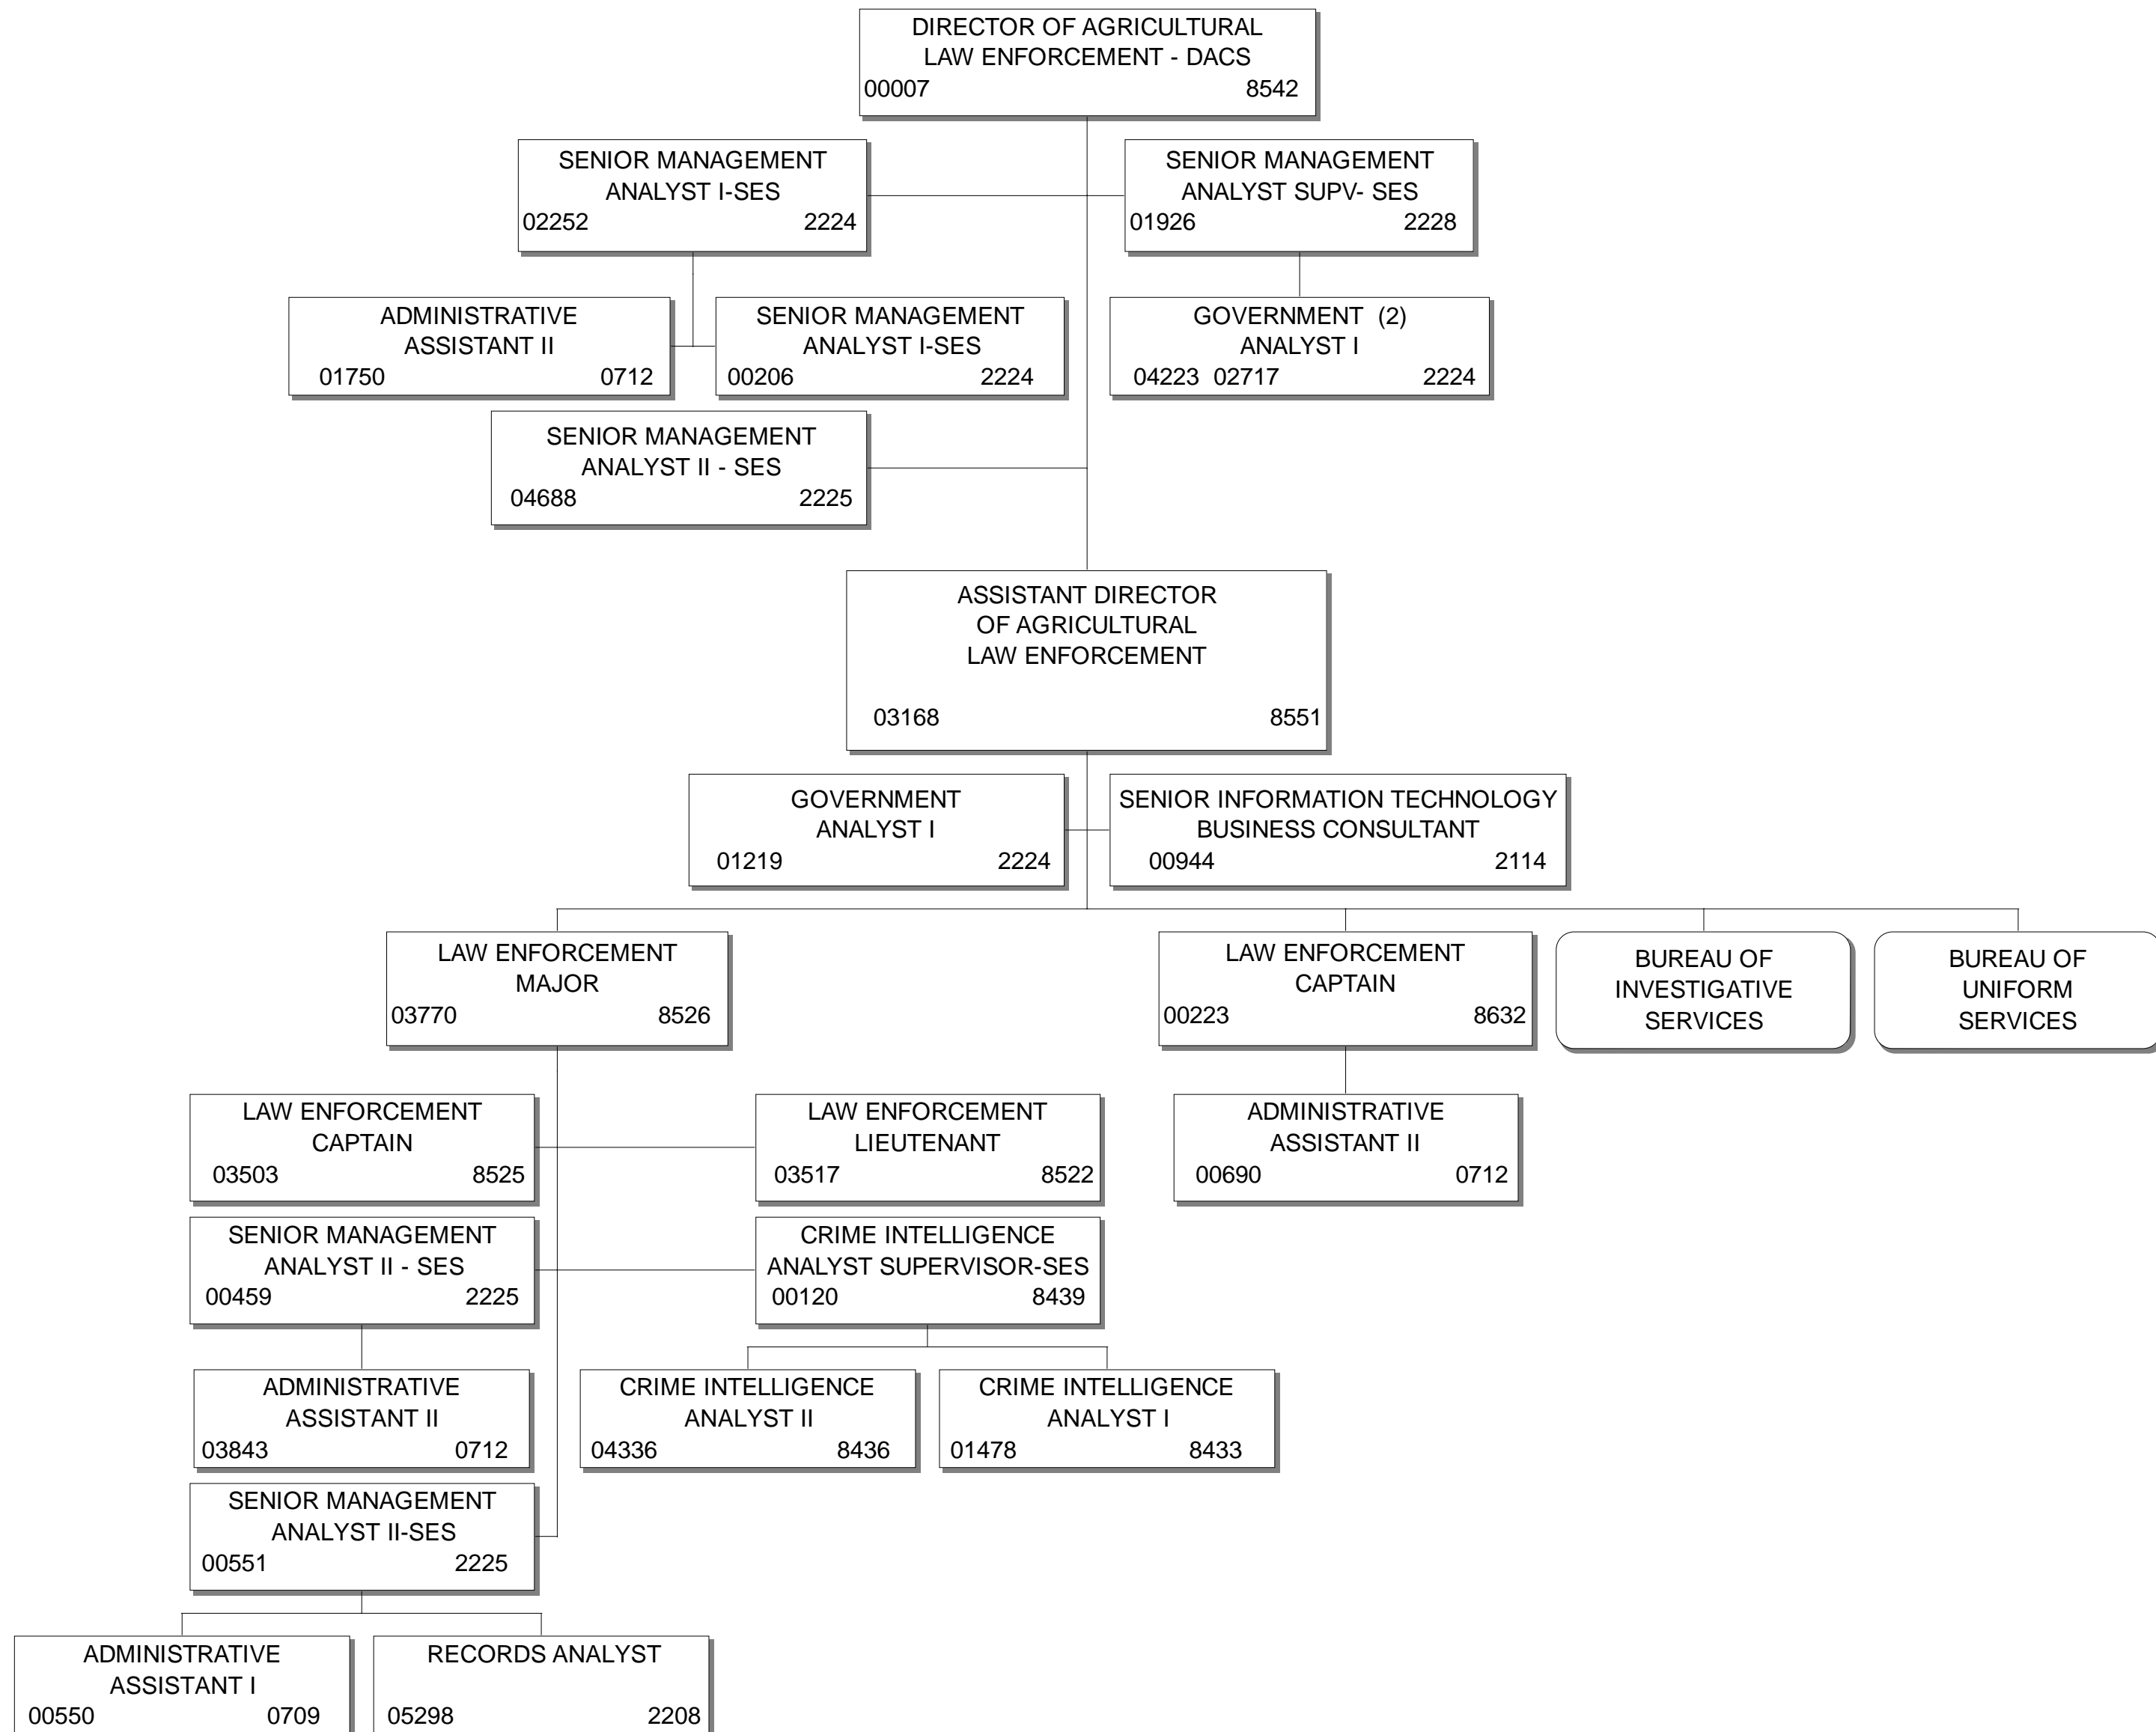 DIRECTOR OF AGRICULTURAL
LAW ENFORCEMENT - DACS
00007 8542
SENIOR MANAGEMENT
ANALYST I-SES
02252 2224
SENIOR MANAGEMENT
ANALYST SUPV- SES
01926 2228
ADMINISTRATIVE
ASSISTANT II
01750 0712
SENIOR MANAGEMENT
ANALYST I-SES
00206 2224
GOVERNMENT (2)
ANALYST I
04223 02717 2224
SENIOR MANAGEMENT
ANALYST II - SES
04688 2225
ASSISTANT DIRECTOR
OF AGRICULTURAL
LAW ENFORCEMENT
03168 8551
GOVERNMENT
ANALYST I
01219 2224
SENIOR INFORMATION TECHNOLOGY
BUSINESS CONSULTANT
00944 2114
LAW ENFORCEMENT
MAJOR
03770 8526
LAW ENFORCEMENT
CAPTAIN
00223 8632
BUREAU OF
INVESTIGATIVE
SERVICES
BUREAU OF
UNIFORM
SERVICES
LAW ENFORCEMENT
CAPTAIN
03503 8525
LAW ENFORCEMENT
LIEUTENANT
03517 8522
ADMINISTRATIVE
ASSISTANT II
00690 0712
SENIOR MANAGEMENT
ANALYST II - SES
00459 2225
CRIME INTELLIGENCE
ANALYST SUPERVISOR-SES
00120 8439
ADMINISTRATIVE
ASSISTANT II
03843 0712
CRIME INTELLIGENCE
ANALYST II
04336 8436
CRIME INTELLIGENCE
ANALYST I
01478 8433
SENIOR MANAGEMENT
ANALYST II-SES
00551 2225
ADMINISTRATIVE
ASSISTANT I
00550 0709
RECORDS ANALYST
05298 2208